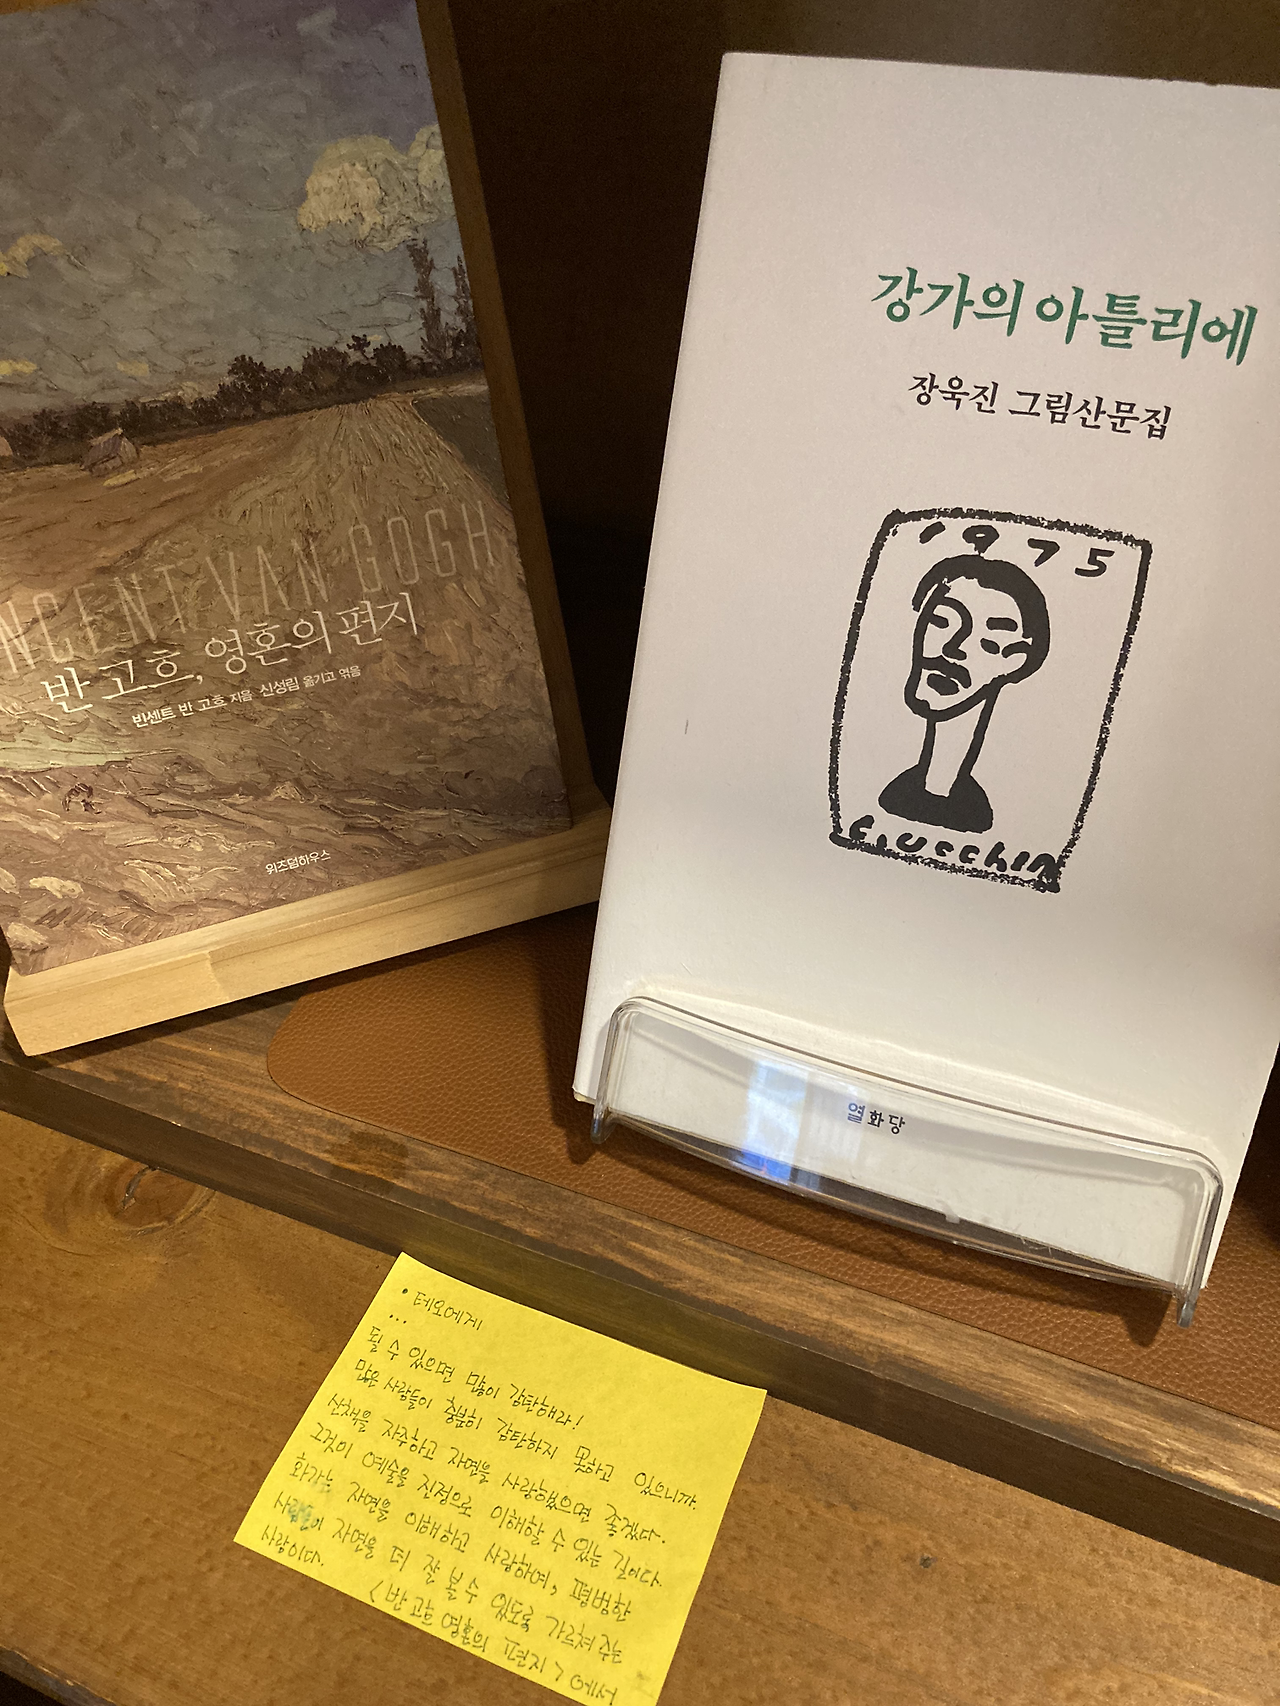 NCENT VAN GOGH
반 고흐, 영혼의 편지
빈센트 반 고흐 지음 신성림 옮기고 엮음
위즈덤하우스
강가의 아틀리에
장욱진 그림산문집
1975
C.UCCHIN
열화당
• 테오에게
...
될 수 있으면 많이 감탄해라!
많은 사람들이 충분히 감탄하지 못하고 있으니까.
산책을 자주하고 자연을 사랑했으면 좋겠다.
그것이 예술을 진정으로 이해할 수 있는 길이다.
화가는 자연을 이해하고 사랑하여, 평범한
사람들이 자연을 더 잘 볼 수 있도록 가르쳐 주는
사람이다.
<반 고흐 영혼의 편지>에서